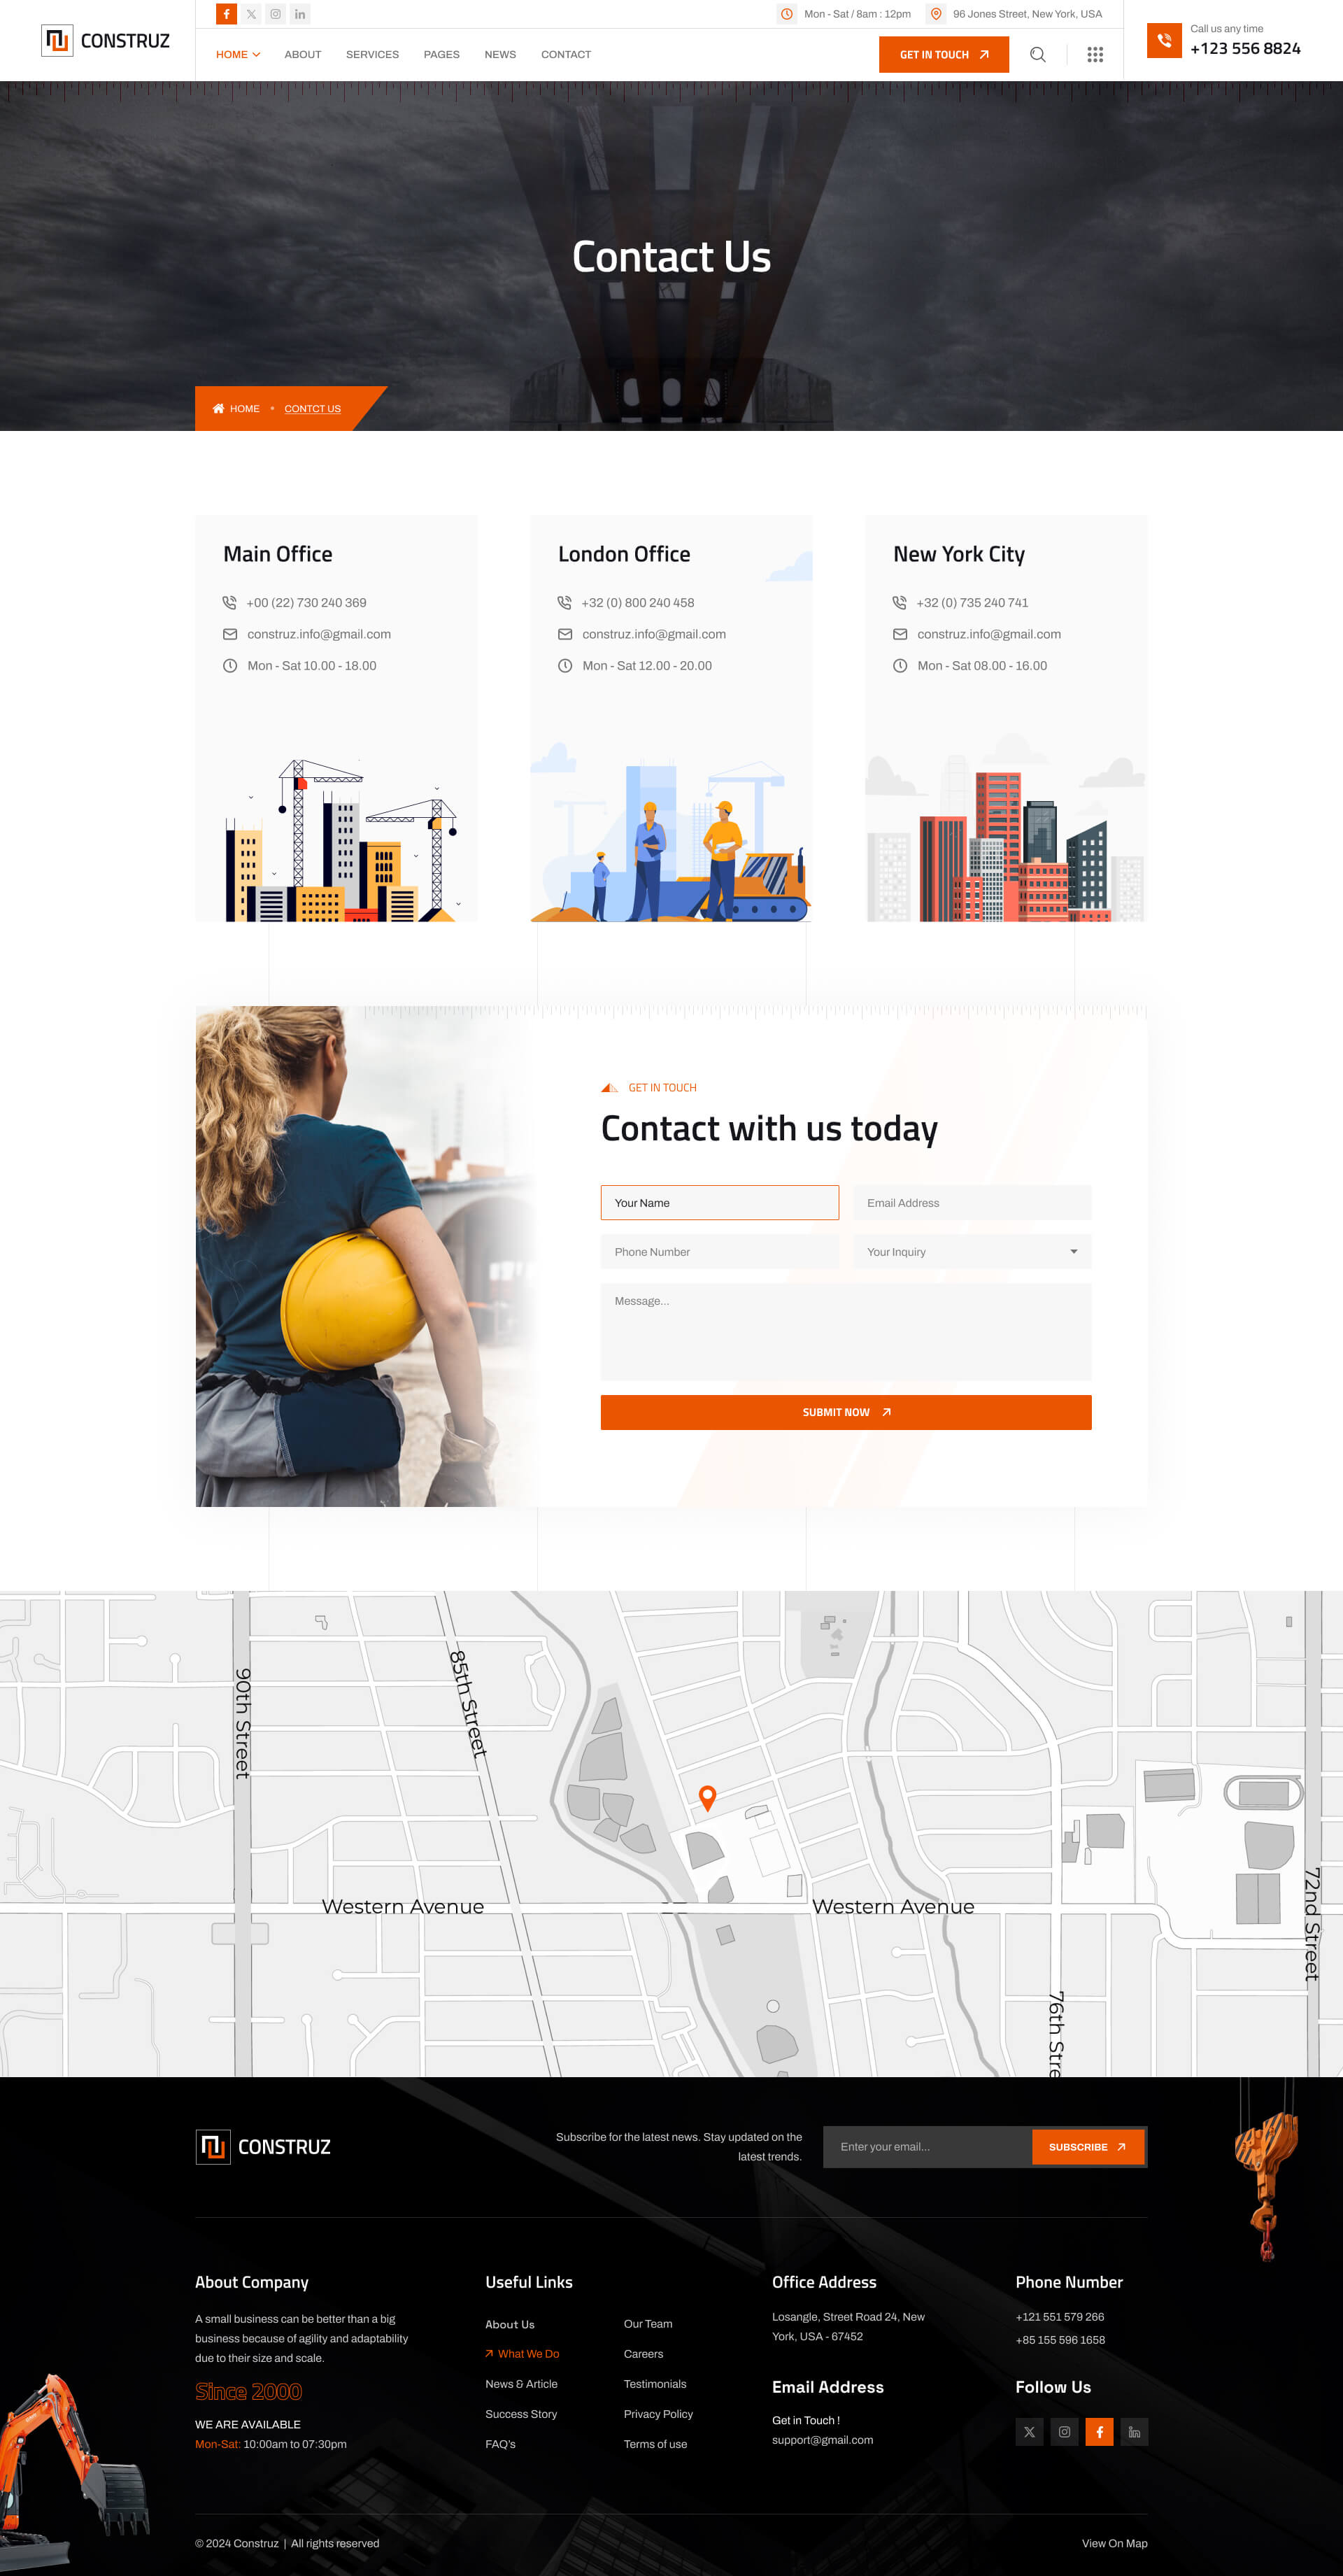 CONSTRUZ
Mon - Sat / 8am : 12pm
96 Jones Street, New York, USA
Call us any time
+123 556 8824
HOME
ABOUT
SERVICES
PAGES
NEWS
CONTACT
GET IN TOUCH
Contact Us
HOME
CONTCT US
Main Office
+00 (22) 730 240 369
construz.info@gmail.com
Mon - Sat 10.00 - 18.00
London Office
+32 (0) 800 240 458
construz.info@gmail.com
Mon - Sat 12.00 - 20.00
New York City
+32 (0) 735 240 741
construz.info@gmail.com
Mon - Sat 08.00 - 16.00
GET IN TOUCH
Contact with us today
Your Name
Email Address
Phone Number
Your Inquiry
Message...
SUBMIT NOW
90th Street
85th Street
Western Avenue
Western Avenue
72nd Street
76th Stre
CONSTRUZ
Subscribe for the latest news. Stay updated on the
latest trends.
Enter your email...
SUBSCRIBE
About Company
A small business can be better than a big
business because of agility and adaptability
due to their size and scale.
Since 2000
WE ARE AVAILABLE
Mon-Sat: 10:00am to 07:30pm
Useful Links
About Us
What We Do
News & Article
Success Story
FAQ's
Our Team
Careers
Testimonials
Privacy Policy
Terms of use
Office Address
Losangle, Street Road 24, New
York, USA - 67452
Email Address
Get in Touch !
support@gmail.com
Phone Number
+121 551 579 266
+85 155 596 1658
Follow Us
© 2024 Construz | All rights reserved
View On Map